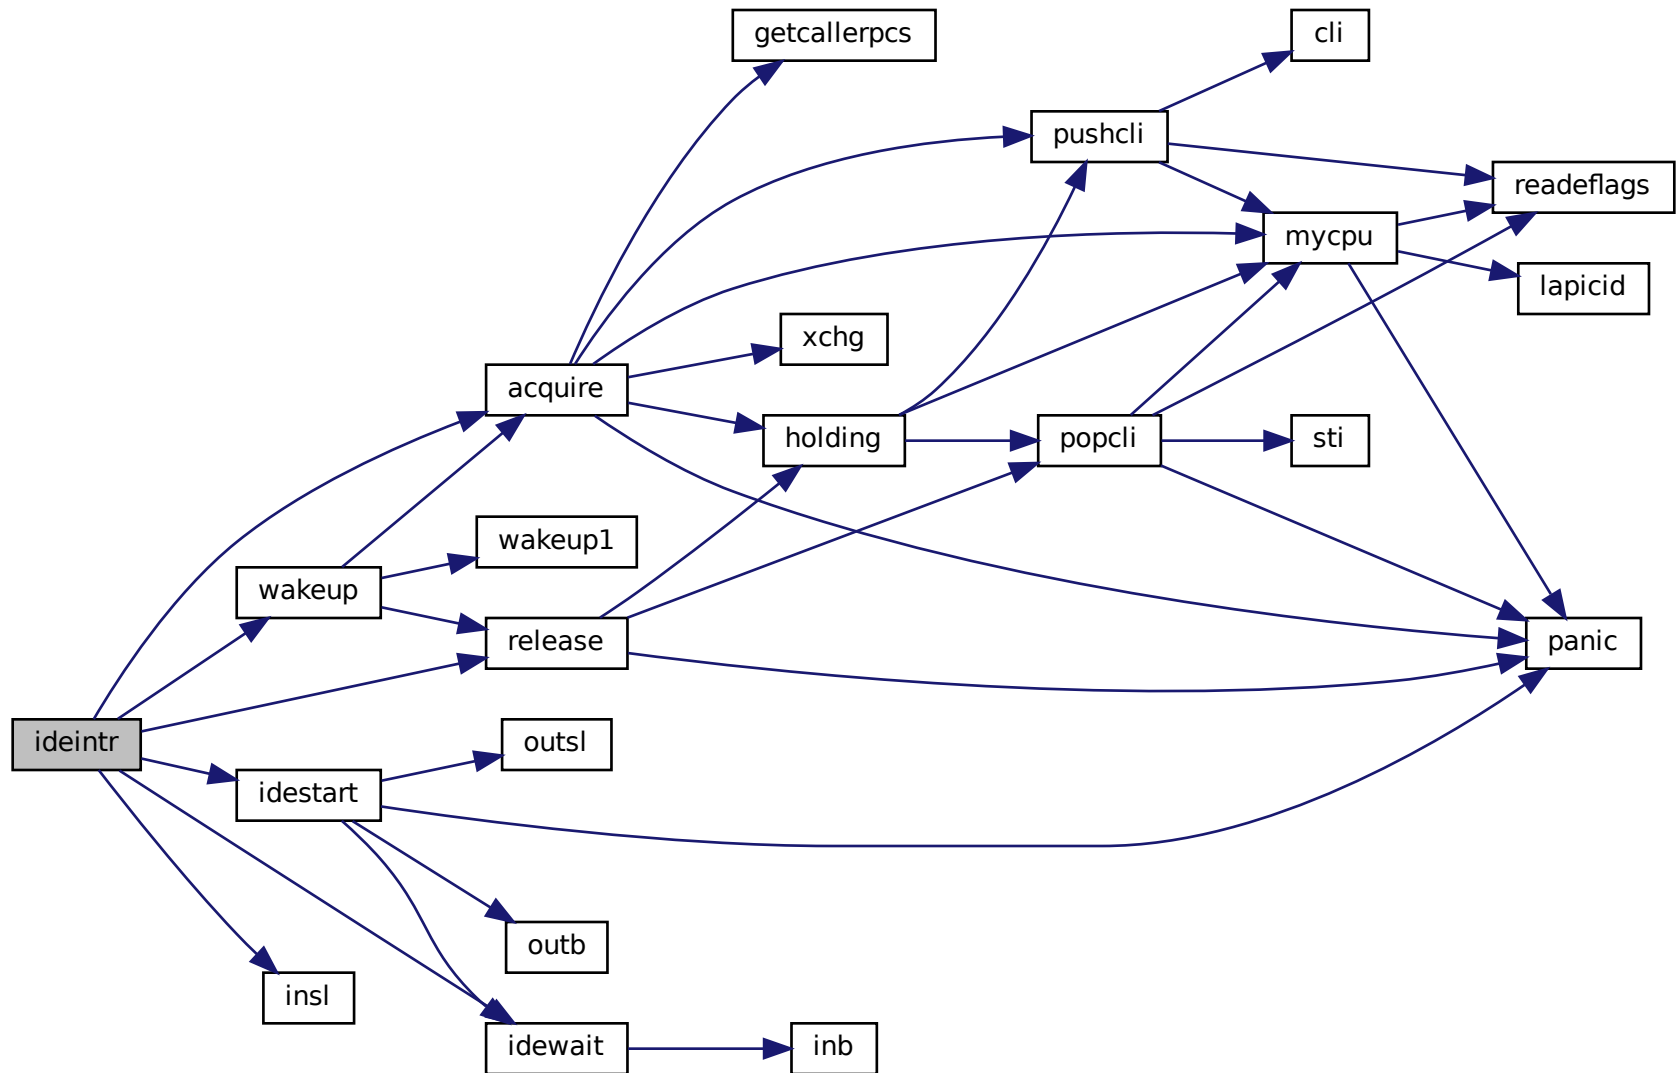 getcallerpcs
cli
pushcli
readeflags
mycpu
lapicid
xchg
acquire
holding
popcli
sti
wakeup1
wakeup
release
panic
ideintr
outsl
idestart
outb
insl
idewait
inb